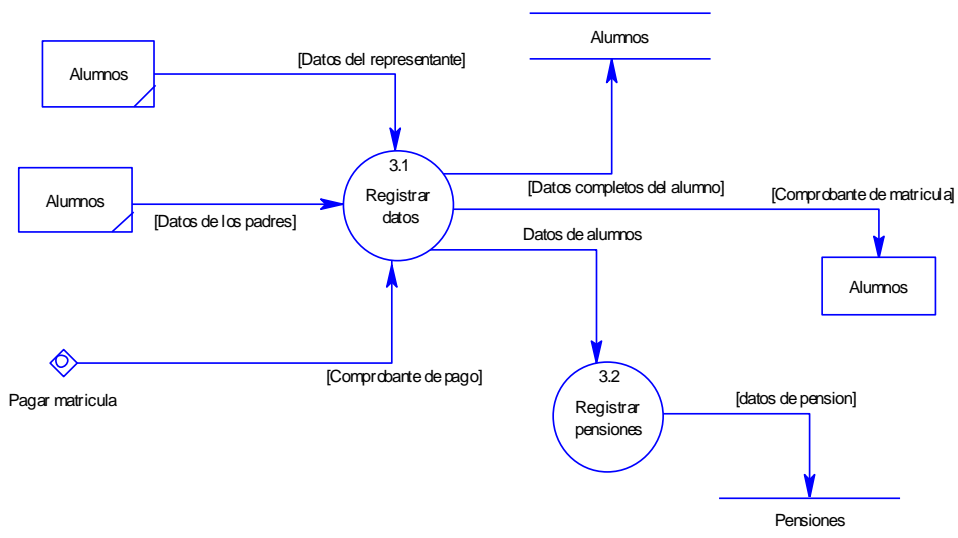 Alumnos
[Datos del representante]
Alumnos
3.1
Registrar
datos
[Datos completos del alumno]
[Comprobante de matricula]
Alumnos
[Datos de los padres]
Datos de alumnos
Alumnos
[Comprobante de pago]
Pagar matricula
3.2
Registrar
pensiones
[datos de pension]
Pensiones